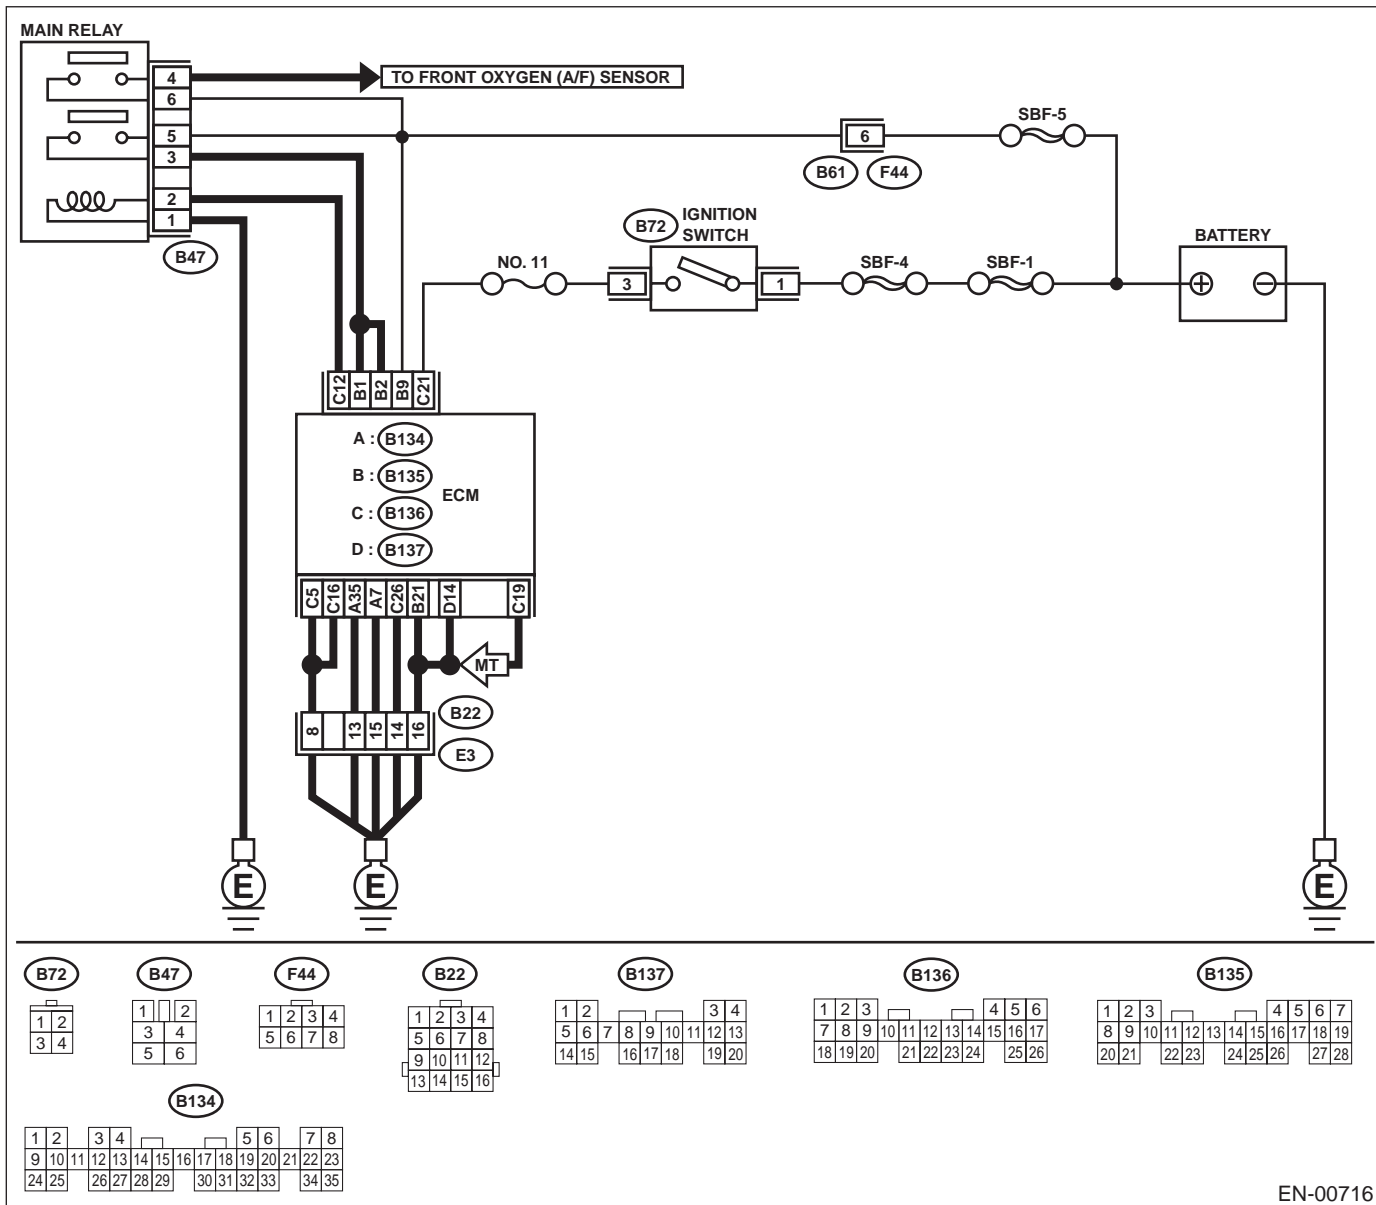 MAIN RELAY
4
TO FRONT OXYGEN (A/F) SENSOR
6
5
3
2
1
B47
6
B61
F44
SBF-5
B72
IGNITION
SWITCH
BATTERY
NO. 11
3
1
SBF-4
SBF-1
C12
B1
B2
B9
C21
A : B134
B : B135
ECM
C : B136
D : B137
C5
C16
A35
A7
C26
B21
D14
C19
MT
8
13
15
14
16
B22
E3
E
E
E
B72
1 2
3 4
B47
1 2
3 4
5 6
F44
1 2 3 4
5 6 7 8
B22
1 2 3 4
5 6 7 8
9 10 11 12
13 14 15 16
B137
1 2 3 4
5 6 7 8 9 10 11 12 13
14 15 16 17 18 19 20
B136
1 2 3 4 5 6
7 8 9 10 11 12 13 14 15 16 17
18 19 20 21 22 23 24 25 26
B135
1 2 3 4 5 6 7
8 9 10 11 12 13 14 15 16 17 18 19
20 21 22 23 24 25 26 27 28
B134
1 2 3 4 5 6 7 8
9 10 11 12 13 14 15 16 17 18 19 20 21 22 23
24 25 26 27 28 29 30 31 32 33 34 35
EN-00716